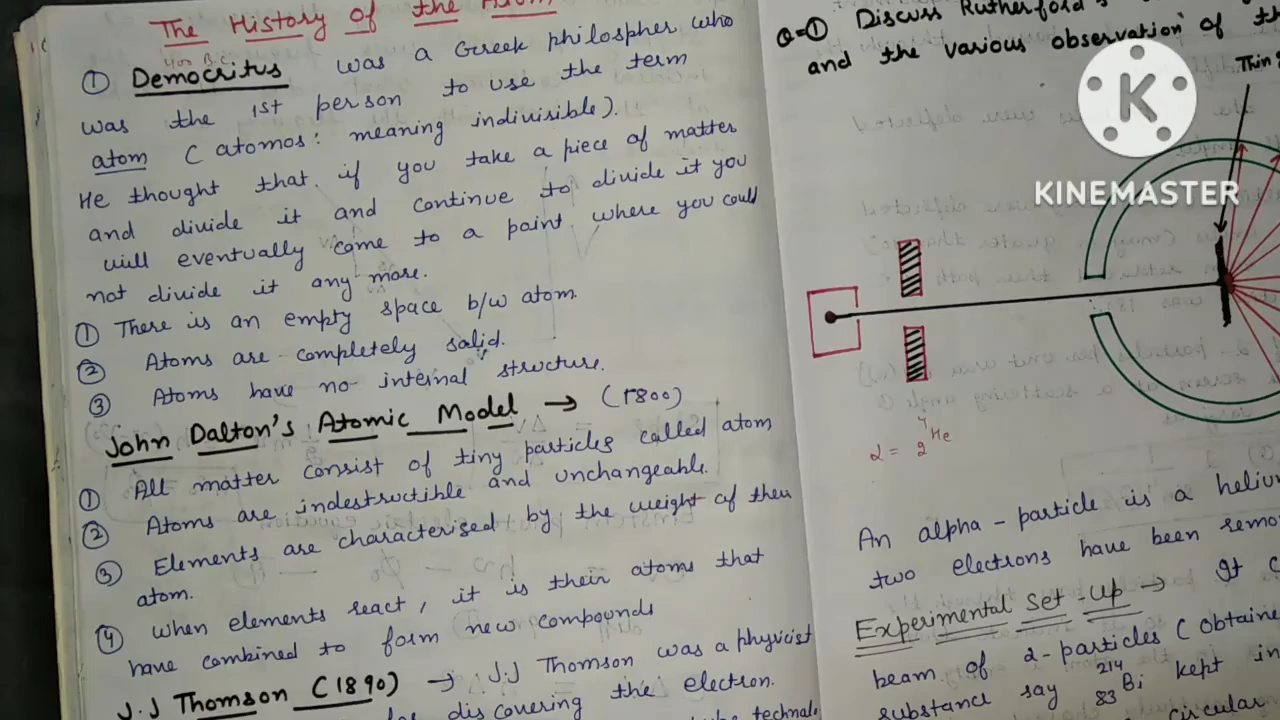 The History of the Atom
400 B.C.
① Democritus was a Greek philospher who
was the 1st person to use the term
atom ( atomos : meaning indivisible ).
He thought that if you take a piece of matter
and divide it and continue to divide it you
will eventually come to a point where you could
not divide it any more.
① There is an empty space b/w atom.
② Atoms are completely solid.
③ Atoms have no internal structure.
John Dalton's Atomic Model → (1800)
① All matter consist of tiny particles called atom
② Atoms are indestructible and unchangeable.
③ Elements are characterised by the weight of their
atom.
④ When elements react, it is their atoms that
have combined to form new compounds
J.J Thomson (1890) → J.J Thomson was a physicist
discovering the electron.
Q=① Discuss Rutherford's
and the various observation of
Thin
K
KINEMASTER
α = ⁴₂He
An alpha-particle is a helium
two electrons have been
Experimental Set-Up → It
beam of α-particles (
substance say ²¹⁴₈₃Bi kept in
circular